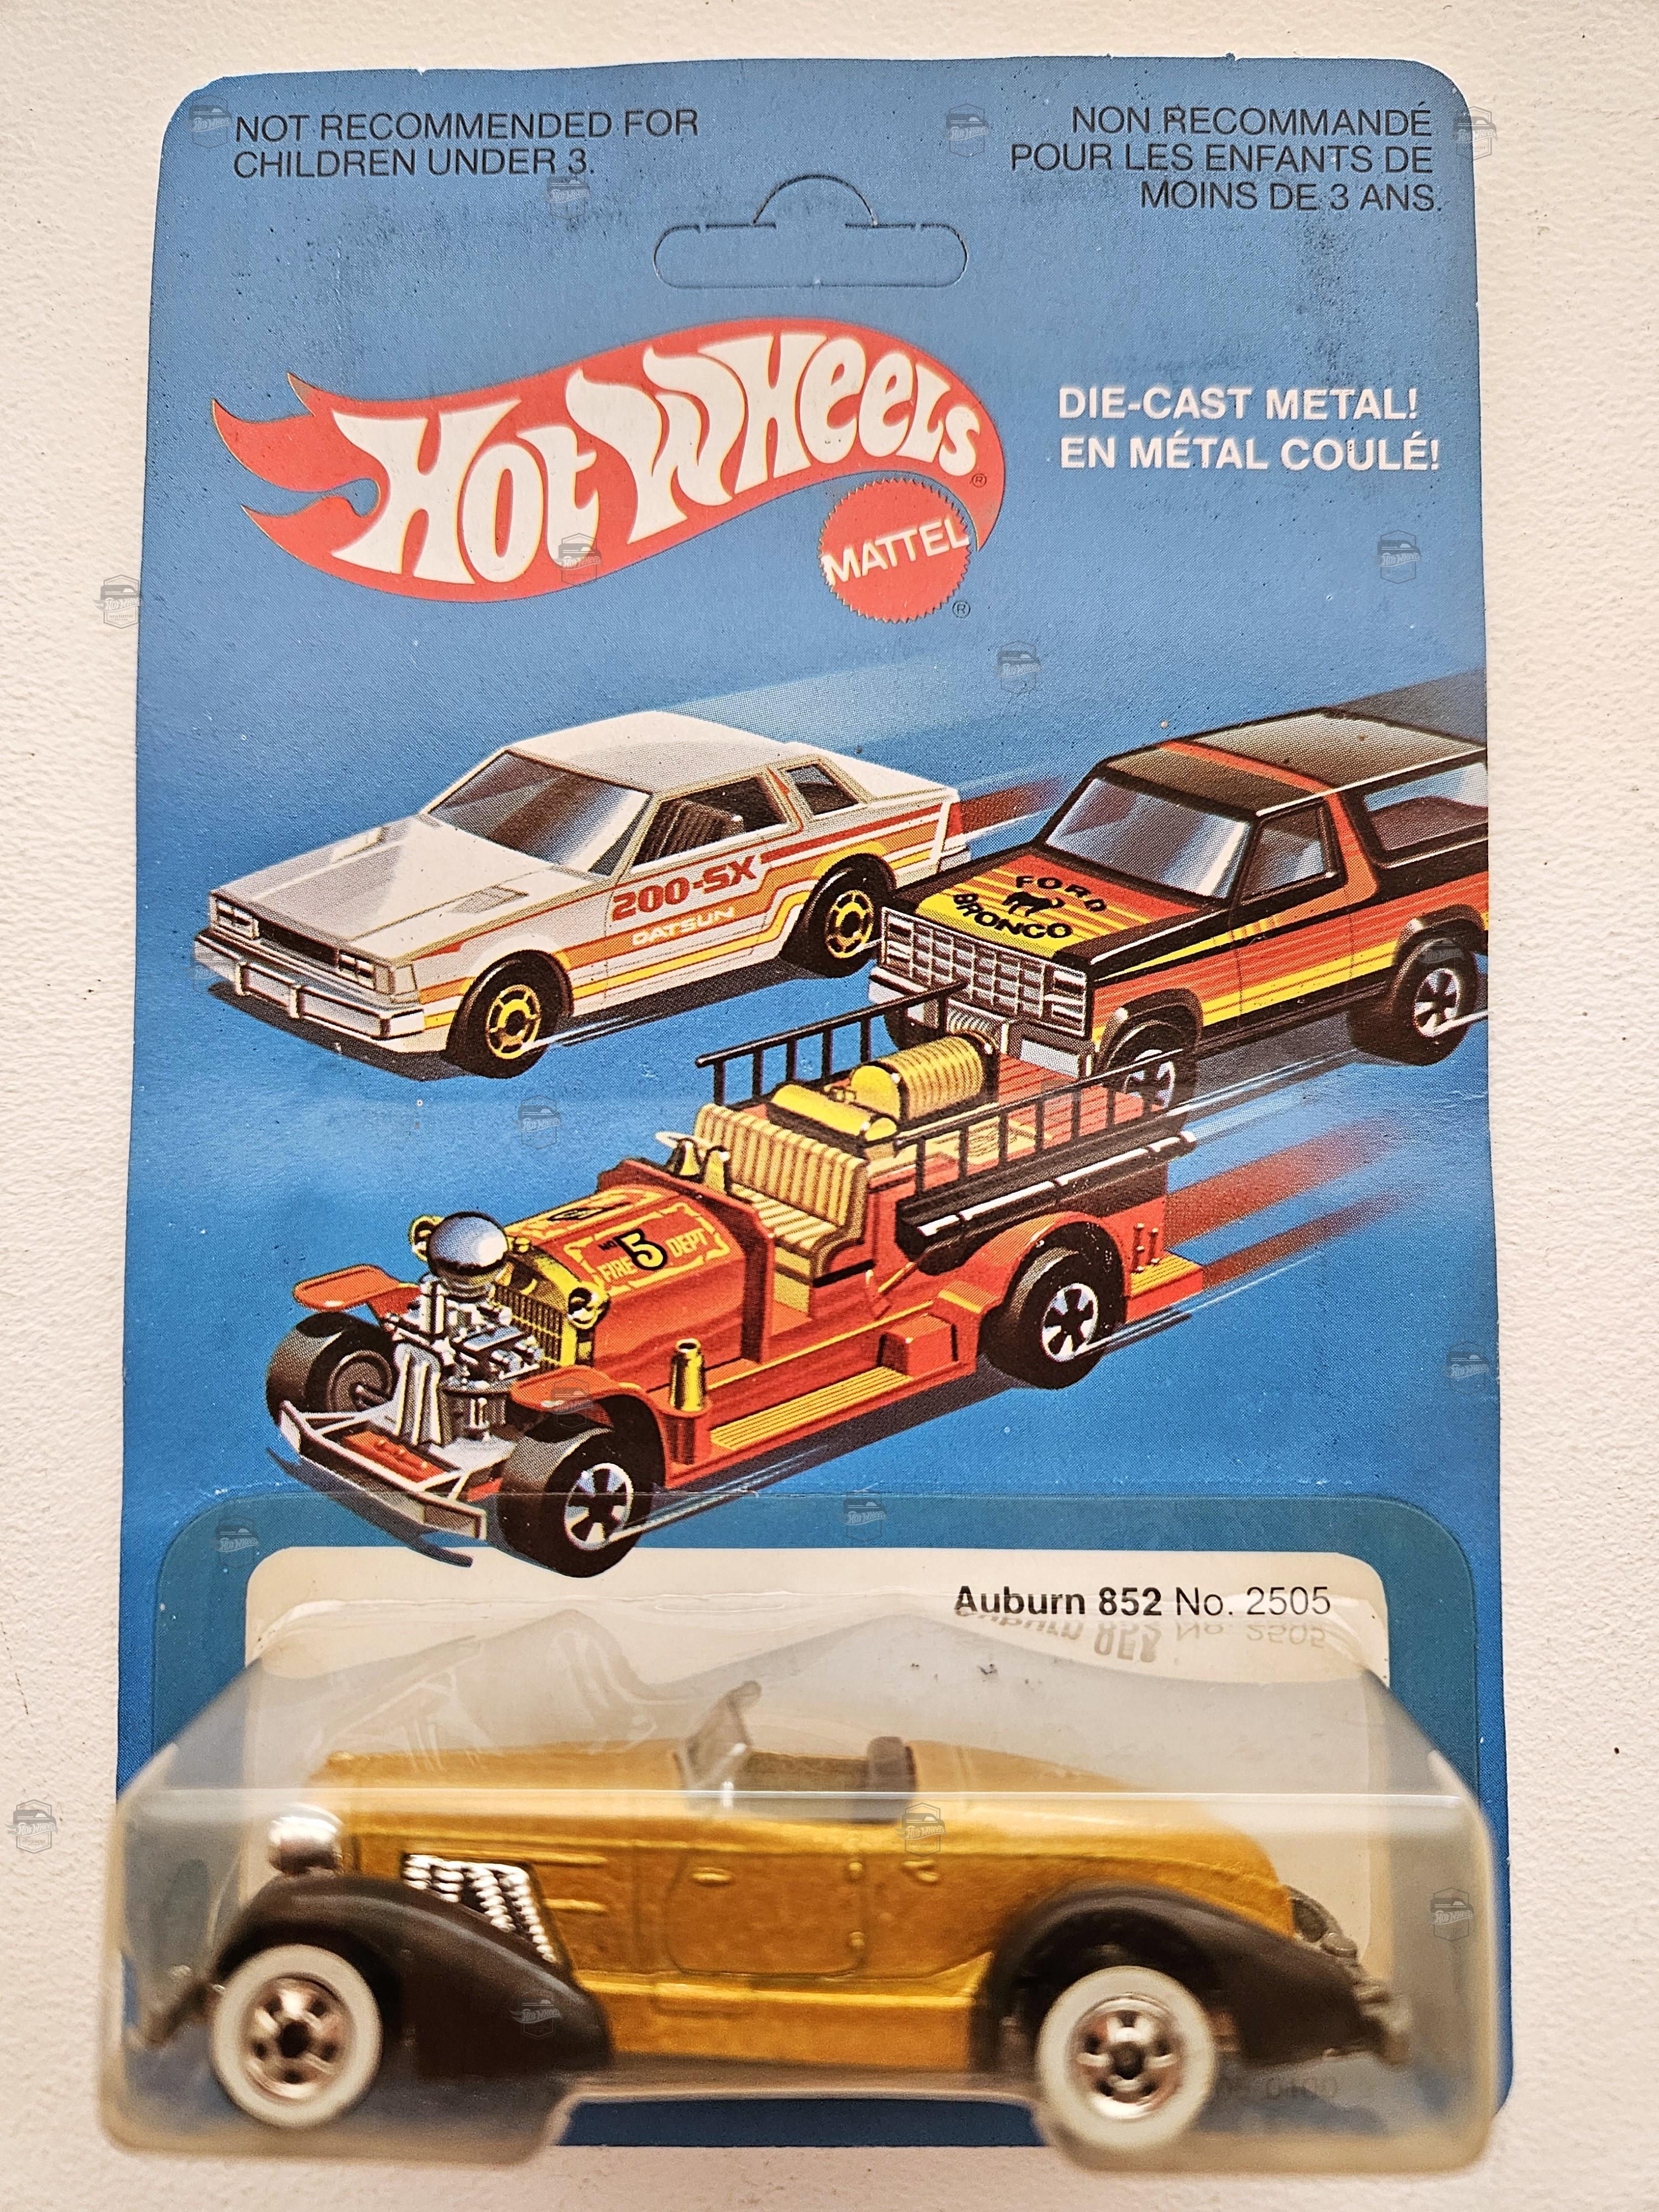 NOT RECOMMENDED FOR
CHILDREN UNDER 3.
NON RECOMMANDÉ
POUR LES ENFANTS DE
MOINS DE 3 ANS.
HOT WHEELS®
MATTEL®
DIE-CAST METAL!
EN MÉTAL COULÉ!
200-SX
DATSUN
FORD
BRONCO
NO 5
FIRE DEPT
Auburn 852 No. 2505